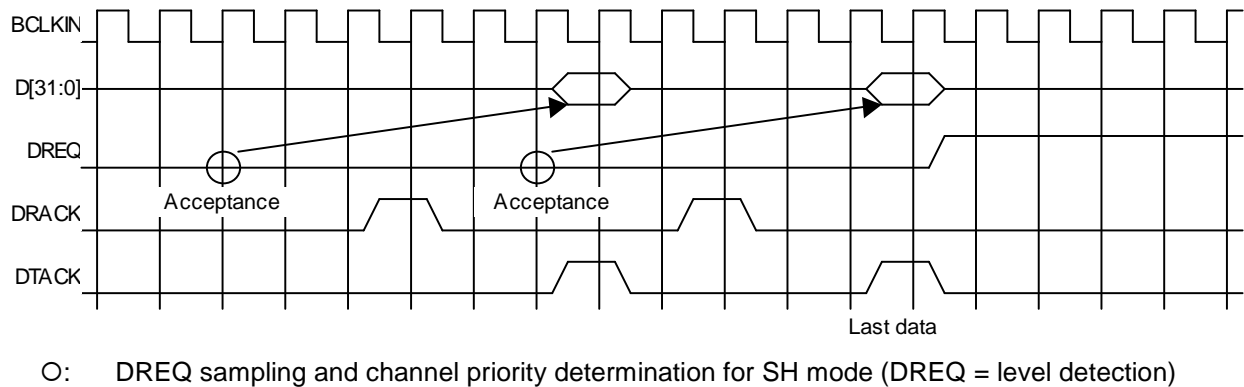 BCLKIN
D[31:0]
DREQ
Acceptance Acceptance
DRACK
DTACK
Last data
O: DREQ sampling and channel priority determination for SH mode (DREQ = level detection)